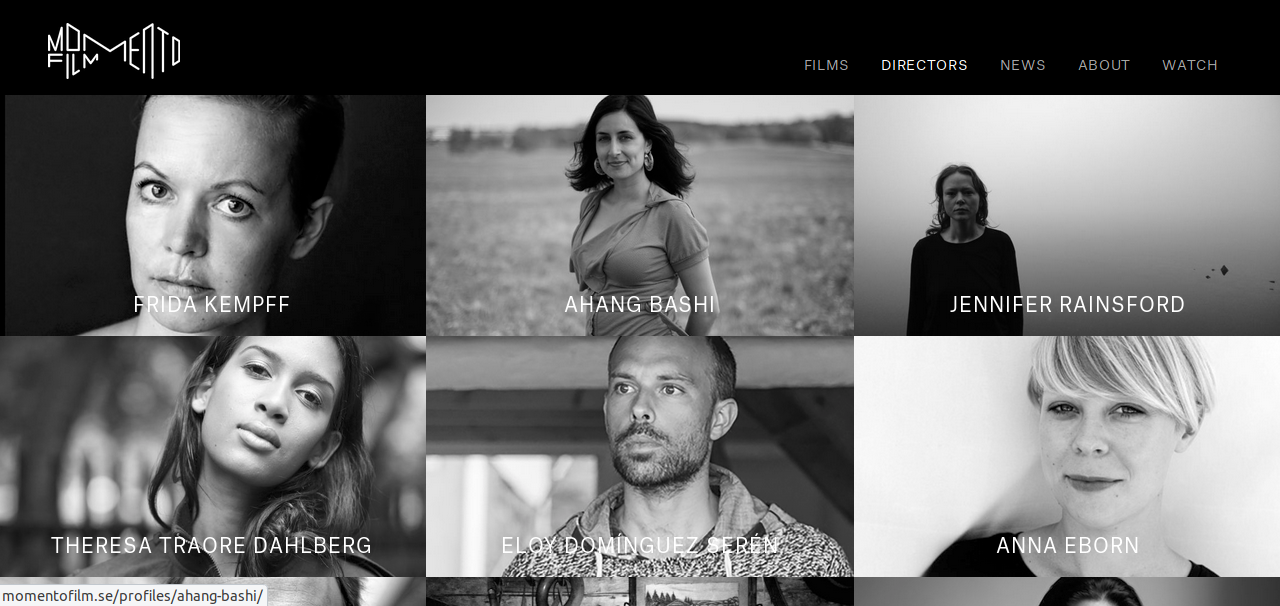 MOMENTO
FILM
FILMS DIRECTORS NEWS ABOUT WATCH
FRIDA KEMPFF AHANG BASHI JENNIFER RAINSFORD
THERESA TRAORE DAHLBERG ELOY DOMÍNGUEZ SERÉN ANNA EBORN
momentofilm.se/profiles/ahang-bashi/